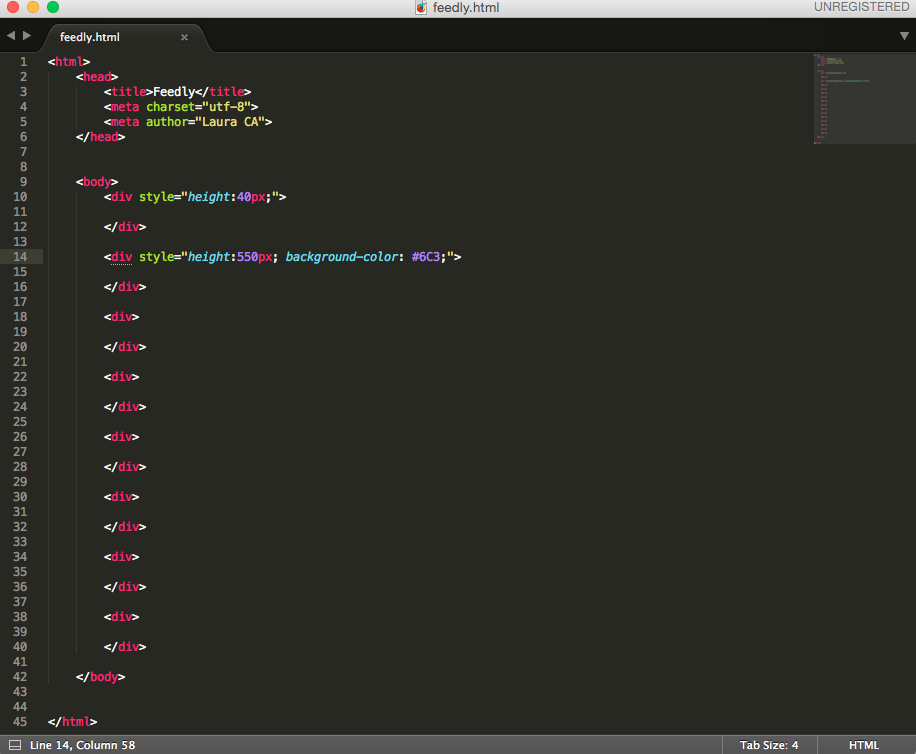 feedly.html
UNREGISTERED
feedly.html ×
1 <html>
2 <head>
3 <title>Feedly</title>
4 <meta charset="utf-8">
5 <meta author="Laura CA">
6 </head>
7
8
9 <body>
10 <div style="height:40px;">
11
12 </div>
13
14 <div style="height:550px; background-color: #6C3;">
15
16 </div>
17
18 <div>
19
20 </div>
21
22 <div>
23
24 </div>
25
26 <div>
27
28 </div>
29
30 <div>
31
32 </div>
33
34 <div>
35
36 </div>
37
38 <div>
39
40 </div>
41
42 </body>
43
44
45 </html>
Line 14, Column 58
Tab Size: 4
HTML